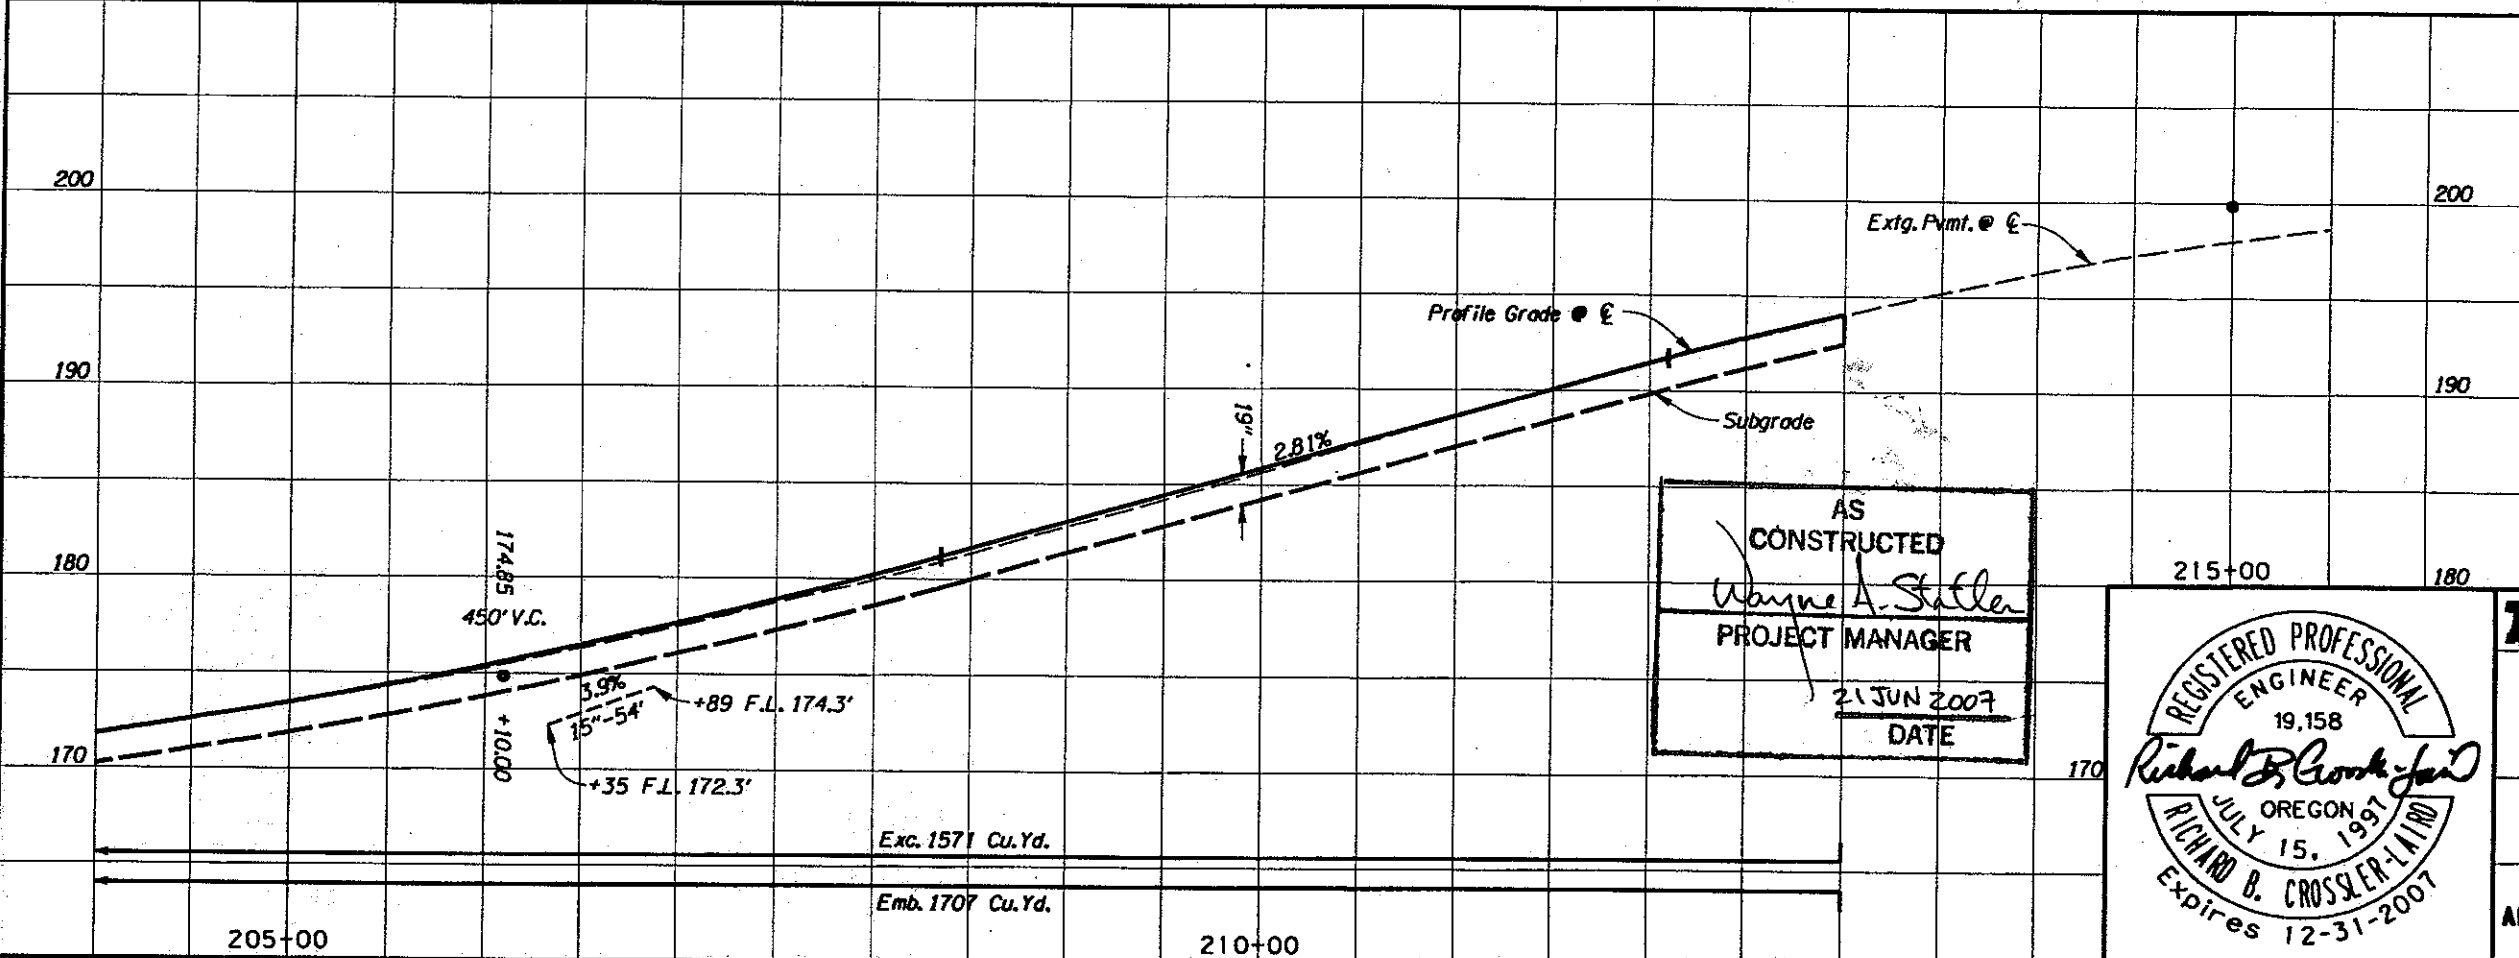 200
200
Extg. Pvmt. @ ℄
Profile Grade @ ℄
190
190
19"
2.81%
Subgrade
174.85
450' V.C.
+10.00
180
180
215+00
3.9%
15"-54'
+89 F.L. 174.3'
+35 F.L. 172.3'
170
170
AS
CONSTRUCTED
Wayne A. Statler
PROJECT MANAGER
21 JUN 2007
DATE
Exc. 1571 Cu.Yd.
Emb. 1707 Cu.Yd.
205+00
210+00
REGISTERED PROFESSIONAL
ENGINEER
19,158
OREGON
JULY 15, 1997
RICHARD B. CROSSLER-LAIRD
Expires 12-31-2007